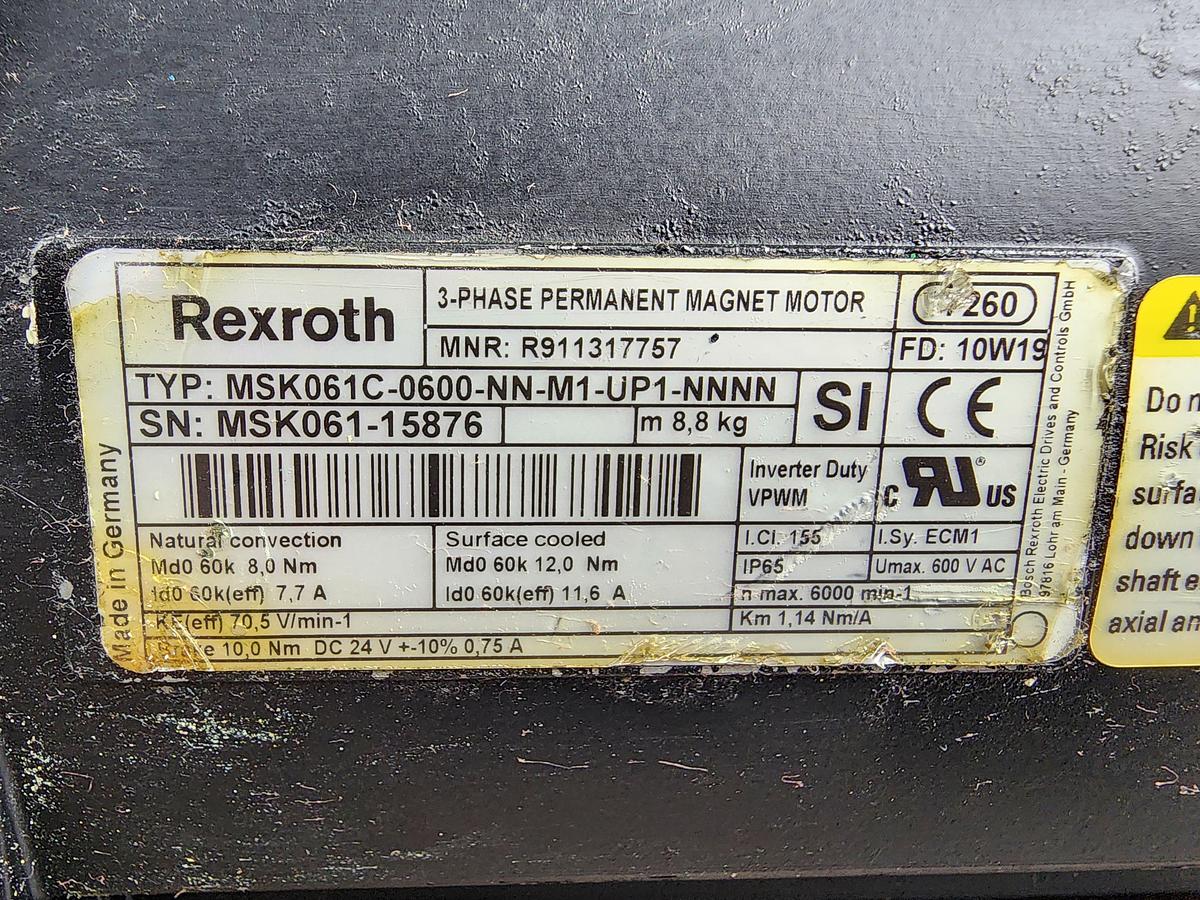 Rexroth
3-PHASE PERMANENT MAGNET MOTOR
260
MNR: R911317757
FD: 10W19
TYP: MSK061C-0600-NN-M1-UP1-NNNN
SI
CE
SN: MSK061-15876
m 8,8 kg
Inverter Duty
VPWM
C US
Natural convection
Surface cooled
I.Cl. 155
I.Sy. ECM1
Md0 60k 8,0 Nm
Md0 60k 12,0 Nm
IP65
Umax. 600 V AC
Id0 60k(eff) 7,7 A
Id0 60k(eff) 11,6 A
n max. 6000 min-1
KE(eff) 70,5 V/min-1
Km 1,14 Nm/A
Brake 10,0 Nm DC 24 V +-10% 0,75 A
Made in Germany
Bosch Rexroth Electric Drives and Controls GmbH
97816 Lohr am Main - Germany
Do
Risk
down
shaft
axial